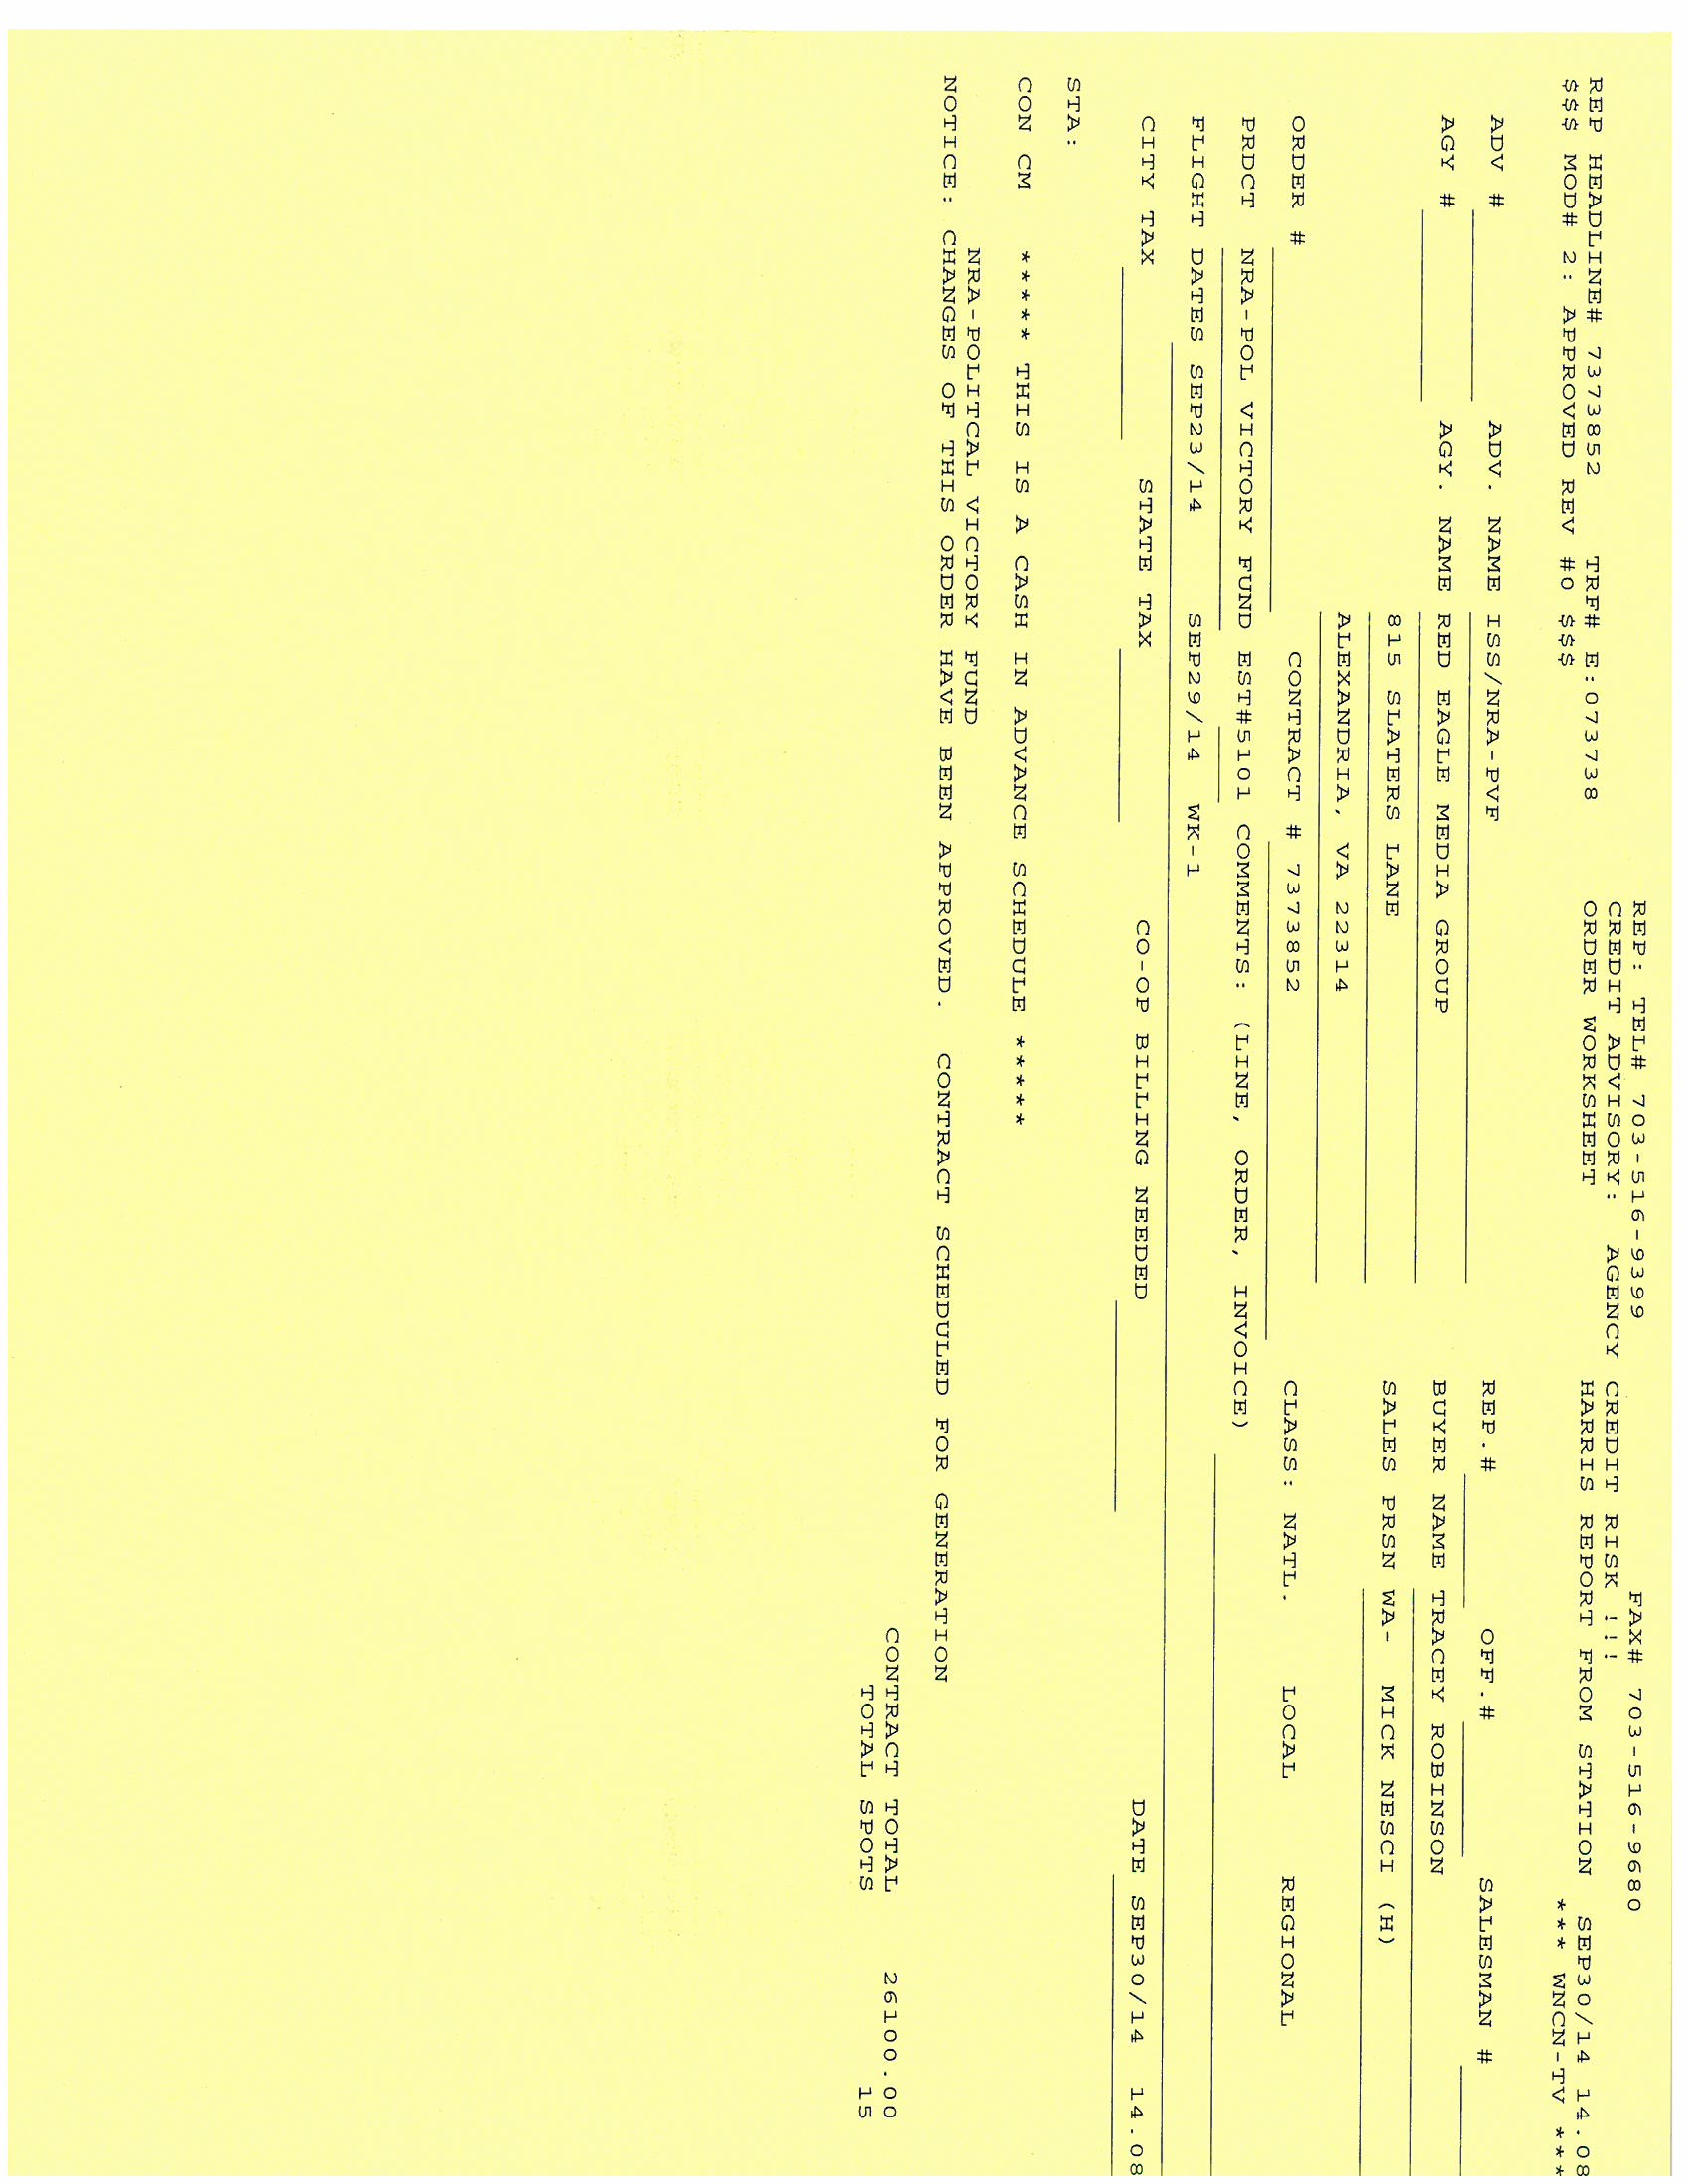 REP: TEL# 703-516-9399 FAX# 703-516-9680
CREDIT ADVISORY: AGENCY CREDIT RISK !!!
REP HEADLINE# 7373852 TRF# E:073738 ORDER WORKSHEET HARRIS REPORT FROM STATION SEP30/14 14.08
$$$ MOD# 2: APPROVED REV #0 $$$ *** WNCN-TV ***
ADV # ADV. NAME ISS/NRA-PVF REP.# OFF.# SALESMAN #
AGY # AGY. NAME RED EAGLE MEDIA GROUP BUYER NAME TRACEY ROBINSON
815 SLATERS LANE SALES PRSN WA- MICK NESCI (H)
ALEXANDRIA, VA 22314
ORDER # CONTRACT # 7373852 CLASS: NATL. LOCAL REGIONAL
PRDCT NRA-POL VICTORY FUND EST#5101 COMMENTS: (LINE, ORDER, INVOICE)
FLIGHT DATES SEP23/14 SEP29/14 WK-1
CITY TAX STATE TAX CO-OP BILLING NEEDED DATE SEP30/14 14.08
STA:
CON CM ***** THIS IS A CASH IN ADVANCE SCHEDULE *****
NRA-POLITCAL VICTORY FUND
NOTICE: CHANGES OF THIS ORDER HAVE BEEN APPROVED. CONTRACT SCHEDULED FOR GENERATION
CONTRACT TOTAL 26100.00
TOTAL SPOTS 15